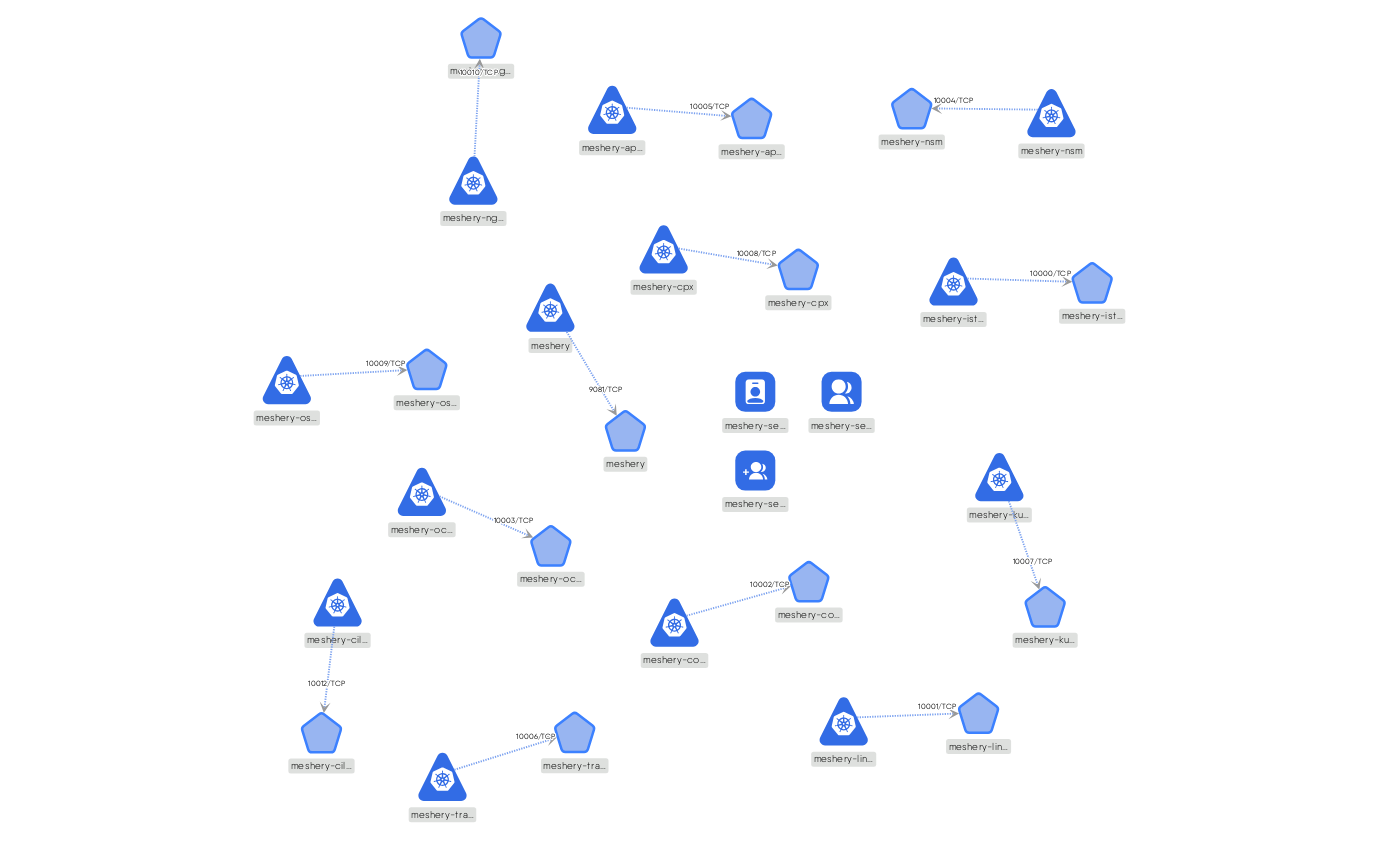 10010/TCP
meshery-ng...
10005/TCP
meshery-ap...
meshery-ap...
10004/TCP
meshery-nsm
meshery-nsm
10008/TCP
meshery-cpx
meshery-cpx
10000/TCP
meshery-ist...
meshery-ist...
meshery
9081/TCP
meshery
10009/TCP
meshery-os...
meshery-os...
meshery-se...
meshery-se...
meshery-se...
10003/TCP
meshery-oc...
meshery-oc...
meshery-ku...
10007/TCP
meshery-ku...
10002/TCP
meshery-co...
meshery-co...
meshery-cil...
10012/TCP
meshery-cil...
10006/TCP
meshery-tra...
meshery-tra...
10001/TCP
meshery-lin...
meshery-lin...